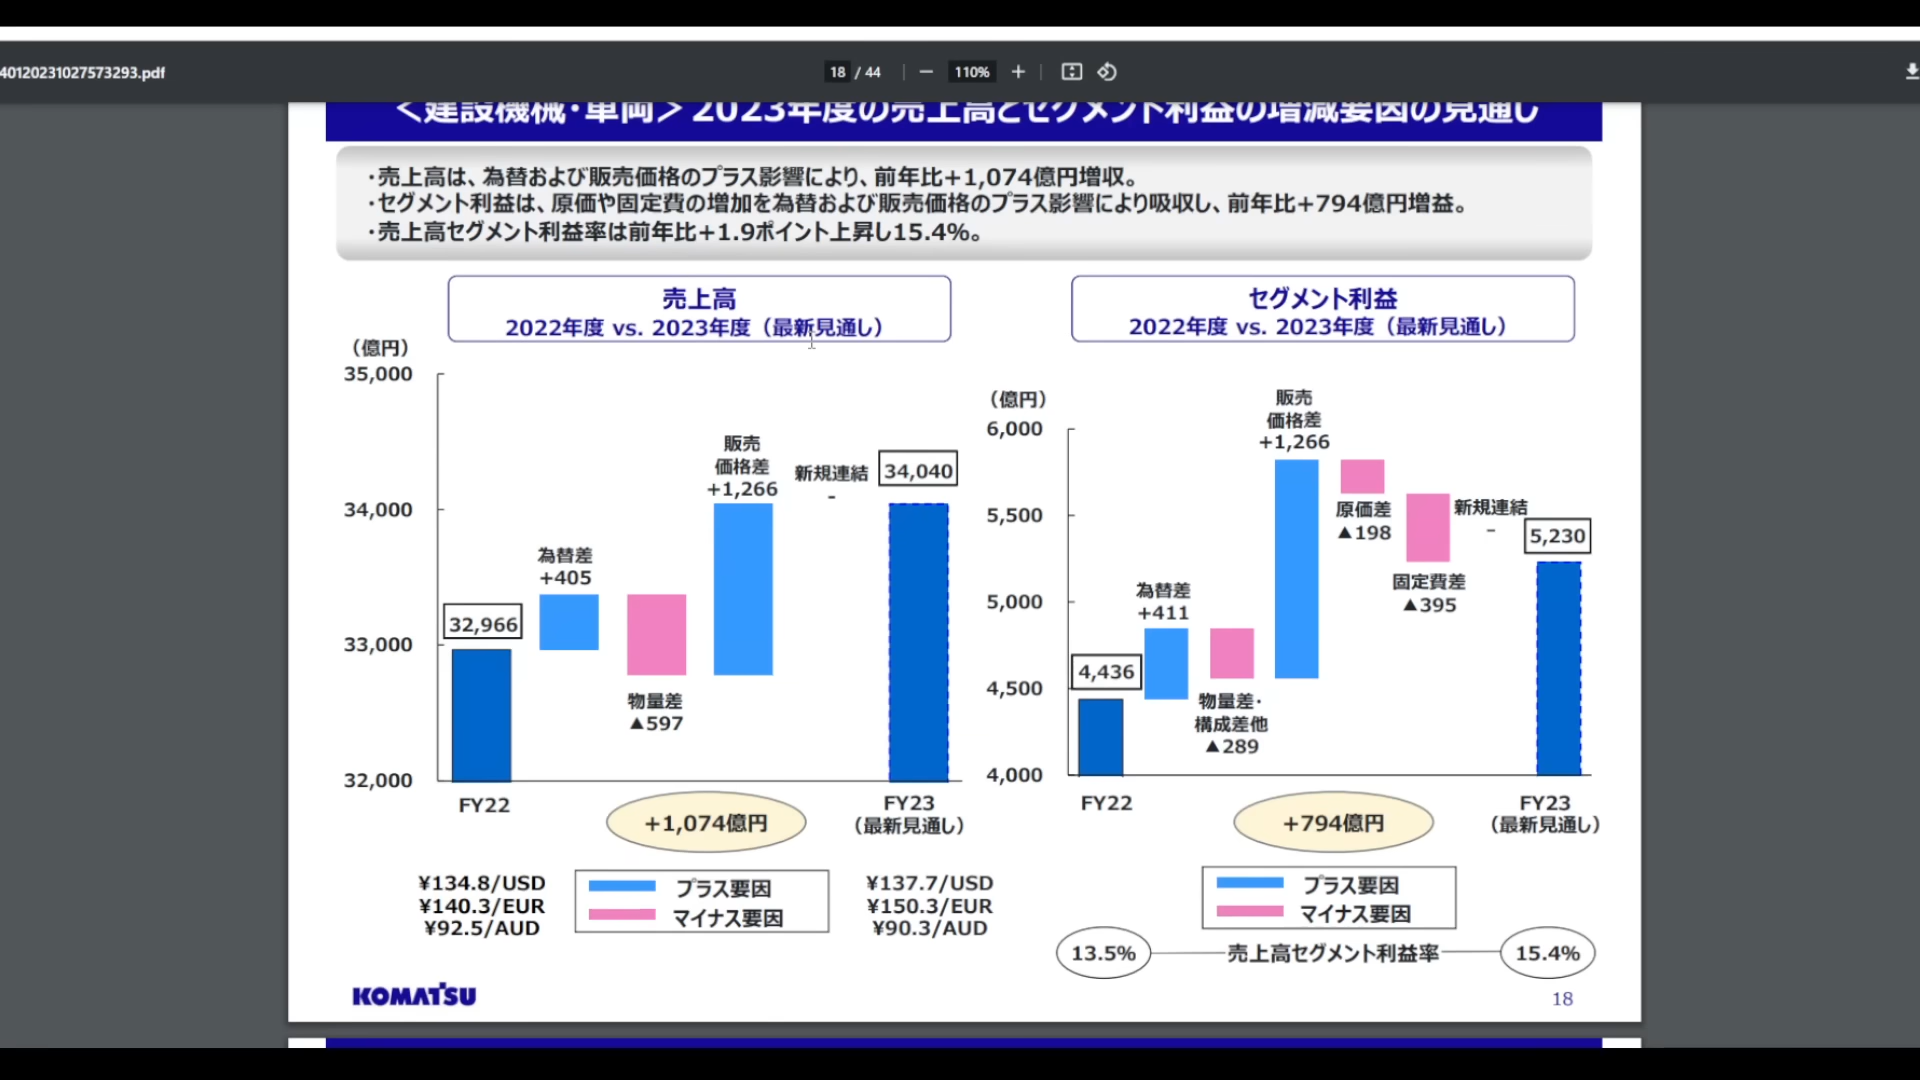 40120231027573293.pdf
18 / 44
110%
＜建設機械・車両＞2023年度の売上高とセグメント利益の増減要因の見通し
・売上高は、為替および販売価格のプラス影響により、前年比+1,074億円増収。
・セグメント利益は、原価や固定費の増加を為替および販売価格のプラス影響により吸収し、前年比+794億円増益。
・売上高セグメント利益率は前年比+1.9ポイント上昇し15.4%。
売上高
2022年度 vs. 2023年度（最新見通し）
（億円）
35,000
34,000
33,000
32,000
32,966
為替差
+405
物量差
▲597
販売
価格差
+1,266
新規連結
-
34,040
FY22
+1,074億円
FY23
（最新見通し）
¥134.8/USD
¥140.3/EUR
¥92.5/AUD
プラス要因
マイナス要因
¥137.7/USD
¥150.3/EUR
¥90.3/AUD
セグメント利益
2022年度 vs. 2023年度（最新見通し）
（億円）
6,000
5,500
5,000
4,500
4,000
4,436
為替差
+411
物量差・
構成差他
▲289
販売
価格差
+1,266
原価差
▲198
固定費差
▲395
新規連結
-
5,230
FY22
+794億円
FY23
（最新見通し）
プラス要因
マイナス要因
13.5%
売上高セグメント利益率
15.4%
KOMATSU
18